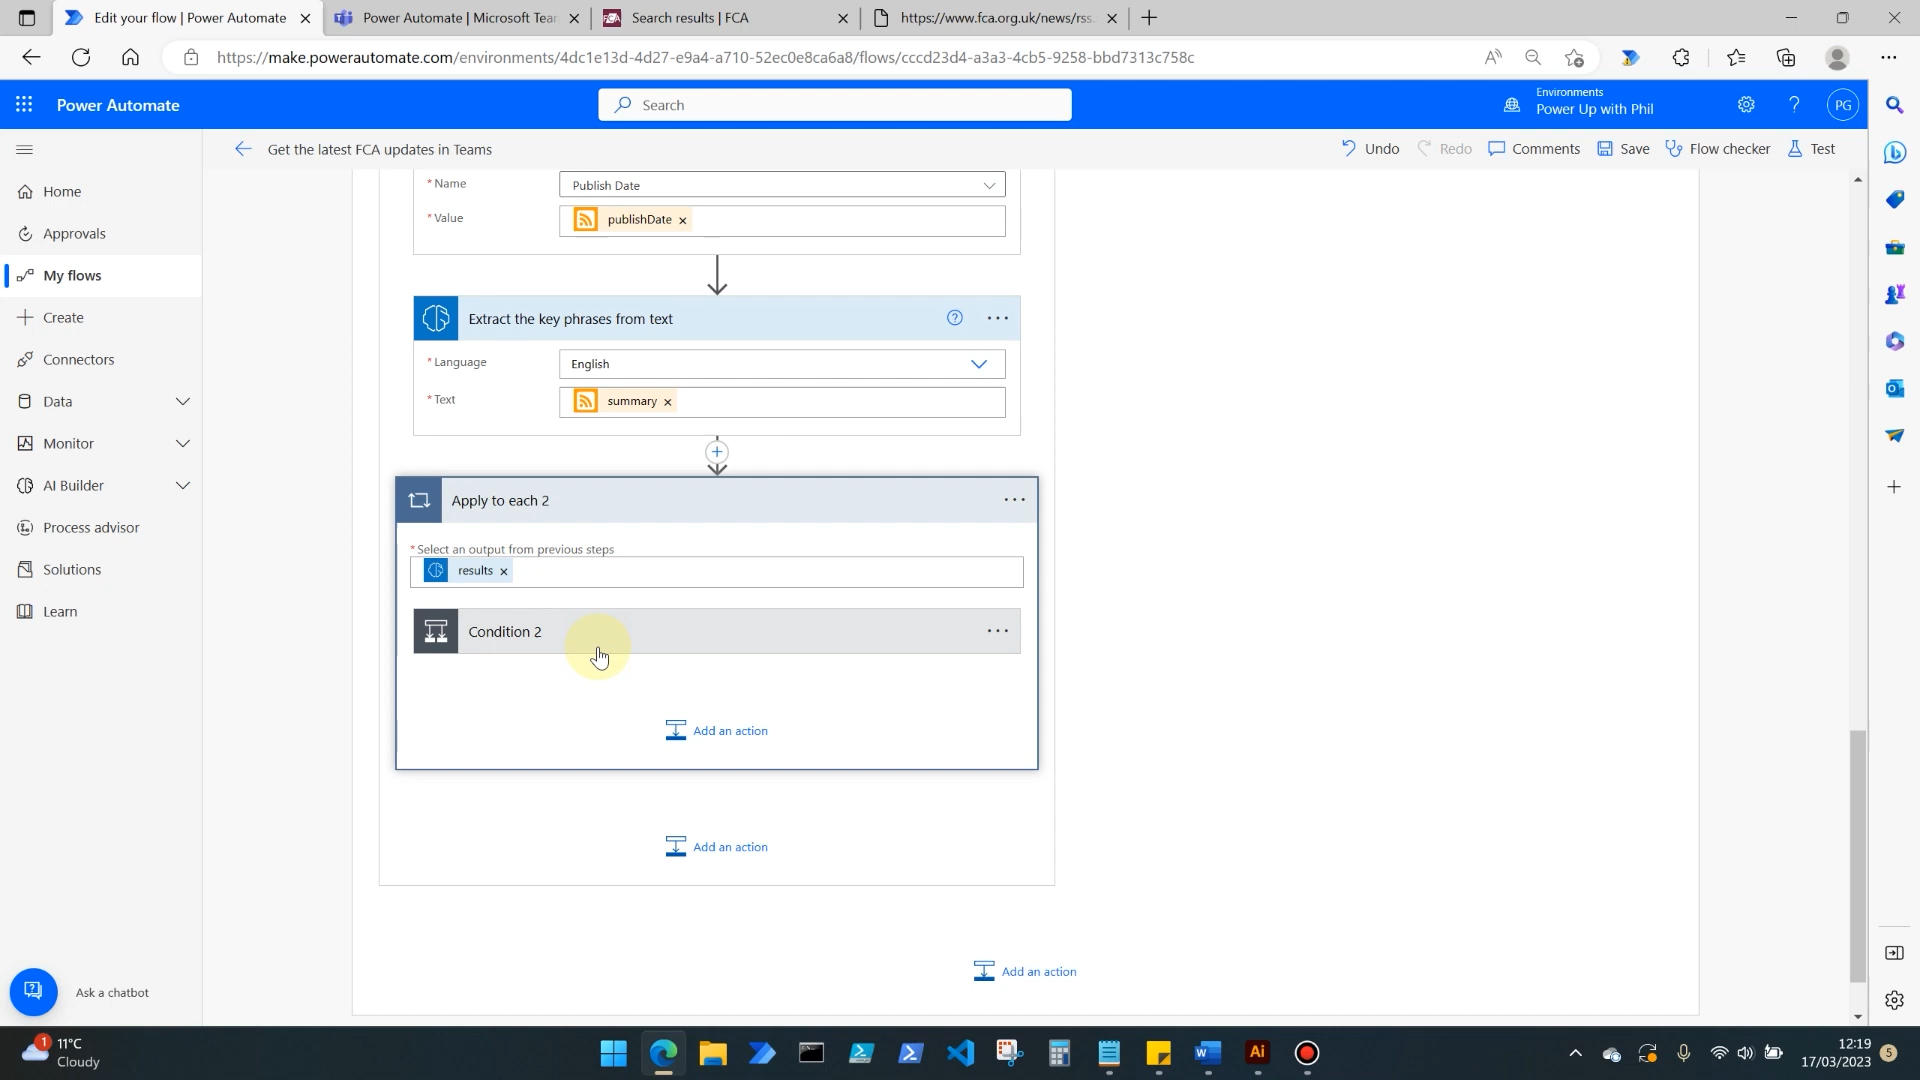 Edit your flow | Power Automate
Power Automate | Microsoft Tea
Search results | FCA
https://www.fca.org.uk/news/rss.
https://make.powerautomate.com/environments/4dc1e13d-4d27-e9a4-a710-52ec0e8ca6a8/flows/cccd23d4-a3a3-4cb5-9258-bbd7313c758c
Power Automate
Search
Environments
Power Up with Phil
PG
Get the latest FCA updates in Teams
Undo
Redo
Comments
Save
Flow checker
Test
Home
Approvals
My flows
Create
Connectors
Data
Monitor
AI Builder
Process advisor
Solutions
Learn
Ask a chatbot
* Name
Publish Date
* Value
publishDate
Extract the key phrases from text
* Language
English
* Text
summary
Apply to each 2
* Select an output from previous steps
results
Condition 2
Add an action
Add an action
Add an action
1
11°C
Cloudy
Ai
12:19
17/03/2023
5